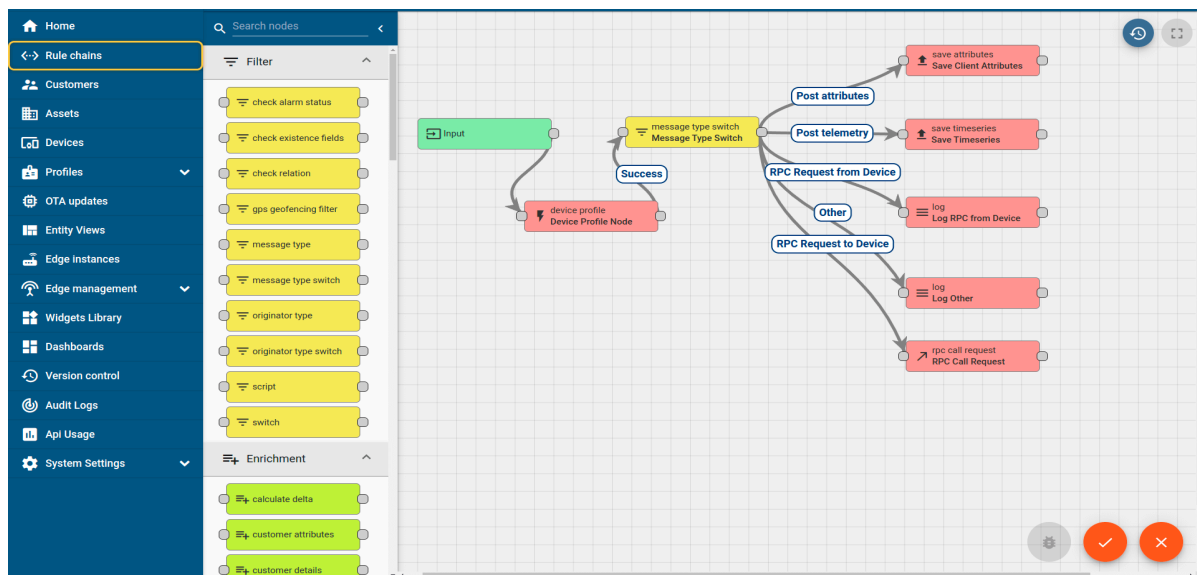 Home
Rule chains
Customers
Assets
Devices
Profiles
OTA updates
Entity Views
Edge instances
Edge management
Widgets Library
Dashboards
Version control
Audit Logs
Api Usage
System Settings
Search nodes
Filter
check alarm status
check existence fields
check relation
gps geofencing filter
message type
message type switch
originator type
originator type switch
script
switch
Enrichment
calculate delta
customer attributes
customer details
Input
device profile
Device Profile Node
Success
message type switch
Message Type Switch
Post attributes
Post telemetry
RPC Request from Device
Other
RPC Request to Device
save attributes
Save Client Attributes
save timeseries
Save Timeseries
log
Log RPC from Device
log
Log Other
rpc call request
RPC Call Request